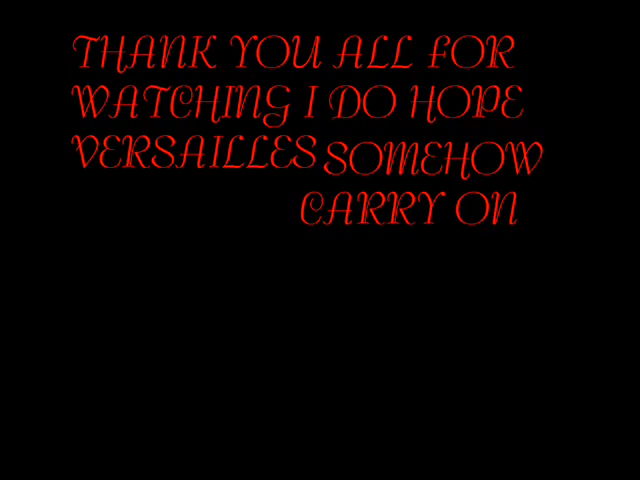 THANK YOU ALL FOR
WATCHING I DO HOPE
VERSAILLES SOMEHOW
CARRY ON